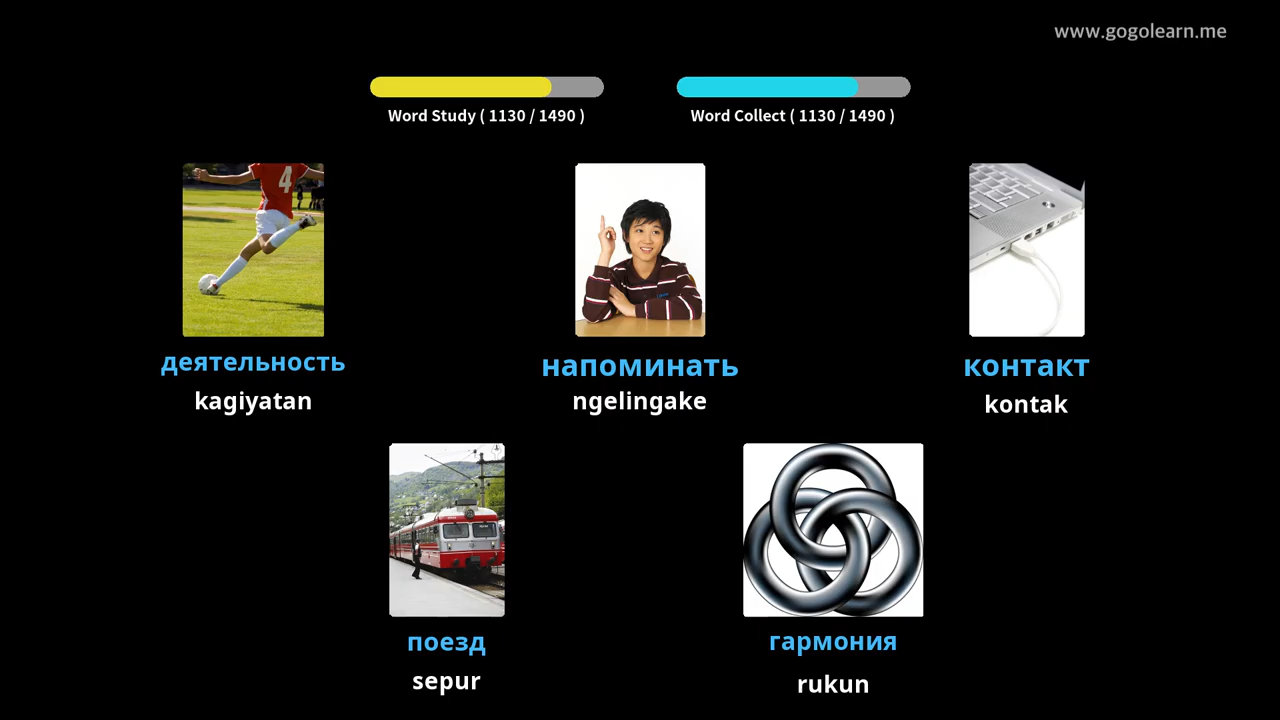 www.gogolearn.me
Word Study ( 1130 / 1490 )
Word Collect ( 1130 / 1490 )
4
деятельность
kagiyatan
напоминать
ngelingake
контакт
kontak
поезд
sepur
гармония
rukun